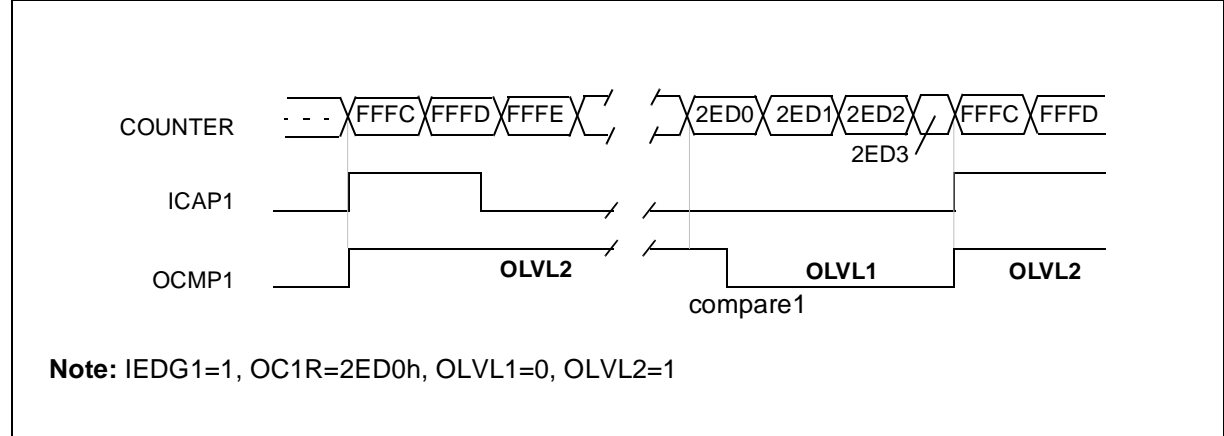 COUNTER
FFFC FFFD FFFE 2ED0 2ED1 2ED2 FFFC FFFD
2ED3
ICAP1
OCMP1
OLVL2 OLVL1 OLVL2
compare1
Note: IEDG1=1, OC1R=2ED0h, OLVL1=0, OLVL2=1